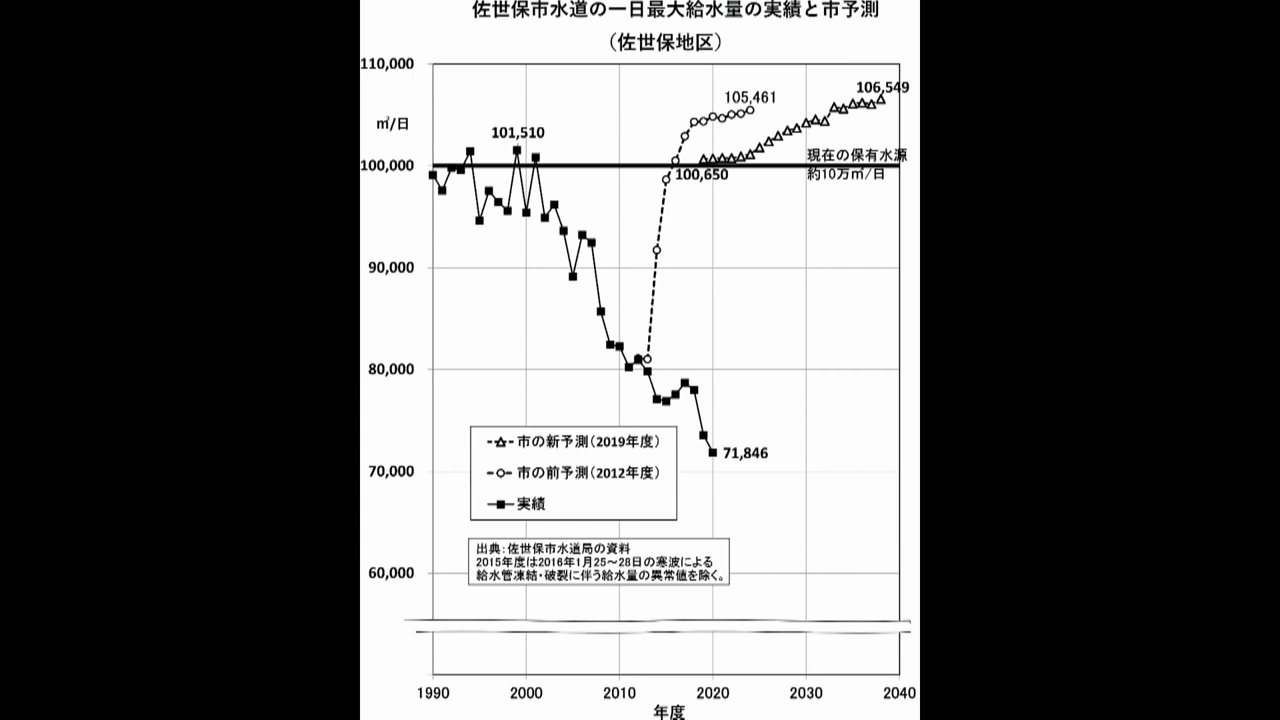 佐世保市水道の一日最大給水量の実績と市予測
（佐世保地区）
110,000
㎥/日
100,000
90,000
80,000
70,000
60,000
101,510
105,461
106,549
現在の保有水源
約10万㎥/日
100,650
71,846
市の新予測（2019年度）
市の前予測（2012年度）
実績
出典：佐世保市水道局の資料
2015年度は2016年1月25～28日の寒波による
給水管凍結・破裂に伴う給水量の異常値を除く。
1990 2000 2010 2020 2030 2040
年度